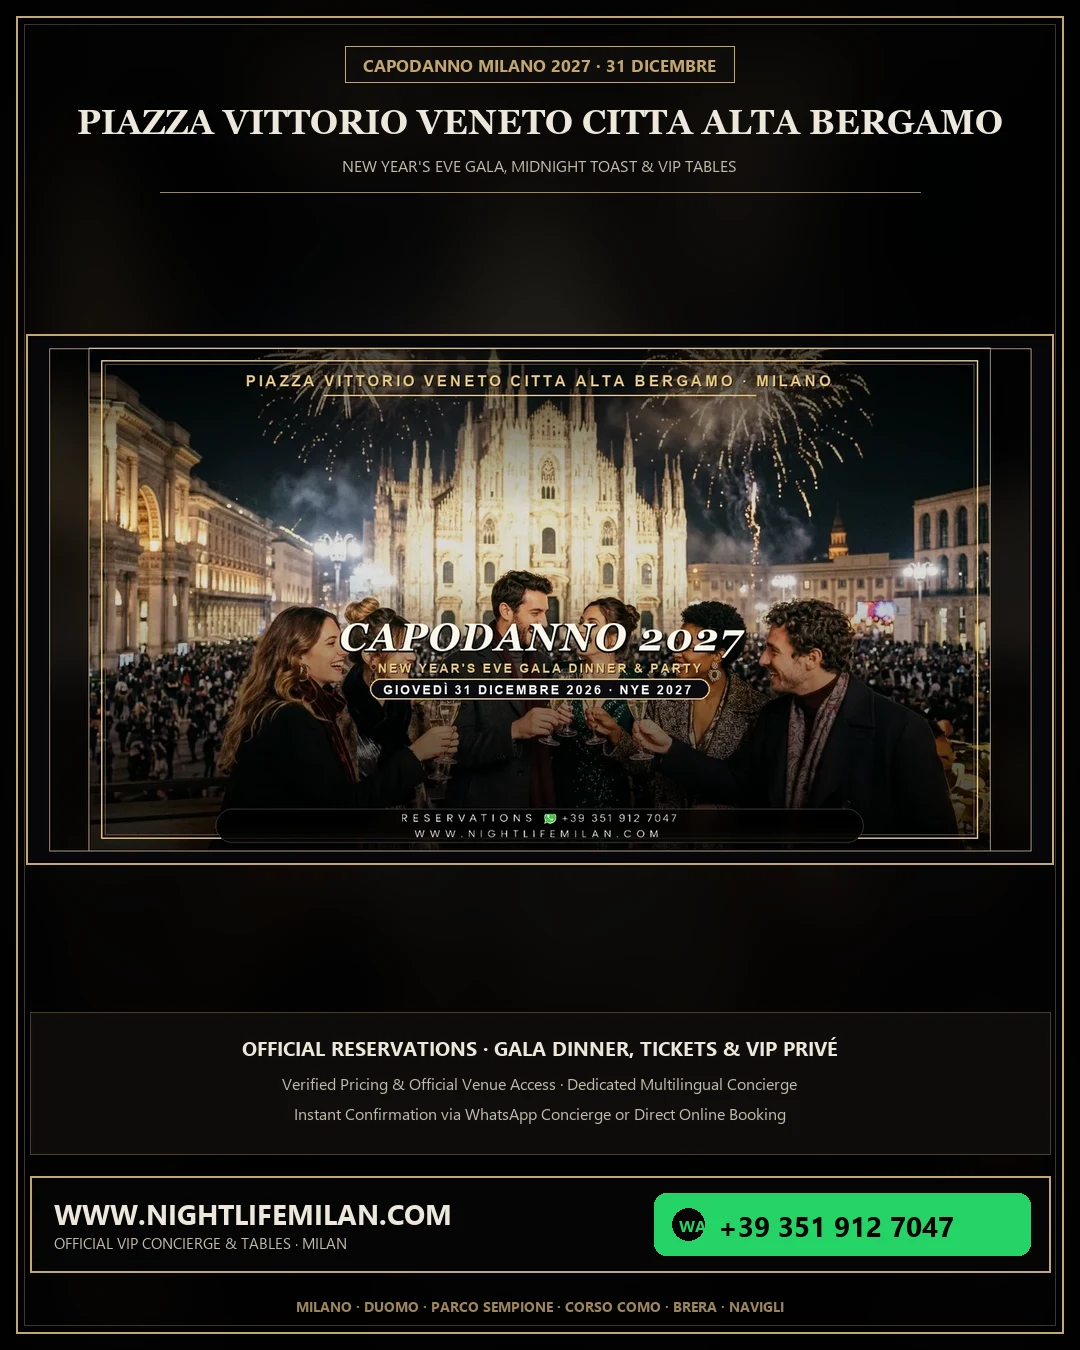 CAPODANNO MILANO 2027 · 31 DICEMBRE
PIAZZA VITTORIO VENETO CITTA ALTA BERGAMO
NEW YEAR'S EVE GALA, MIDNIGHT TOAST & VIP TABLES
PIAZZA VITTORIO VENETO CITTA ALTA BERGAMO · MILANO
CAPODANNO 2027
NEW YEAR'S EVE GALA DINNER & PARTY
GIOVEDÌ 31 DICEMBRE 2026 · NYE 2027
RESERVATIONS +39 351 912 7047
WWW.NIGHTLIFEMILAN.COM
OFFICIAL RESERVATIONS · GALA DINNER, TICKETS & VIP PRIVÉ
Verified Pricing & Official Venue Access · Dedicated Multilingual Concierge
Instant Confirmation via WhatsApp Concierge or Direct Online Booking
WWW.NIGHTLIFEMILAN.COM
OFFICIAL VIP CONCIERGE & TABLES · MILAN
WA +39 351 912 7047
MILANO · DUOMO · PARCO SEMPIONE · CORSO COMO · BRERA · NAVIGLI